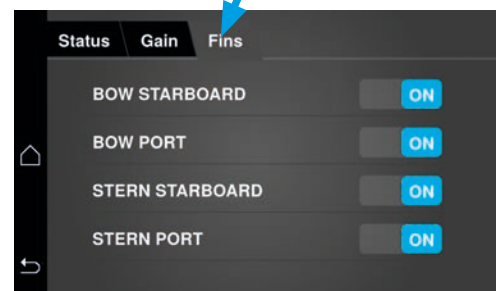 Status Gain Fins
BOW STARBOARD ON
BOW PORT ON
STERN STARBOARD ON
STERN PORT ON